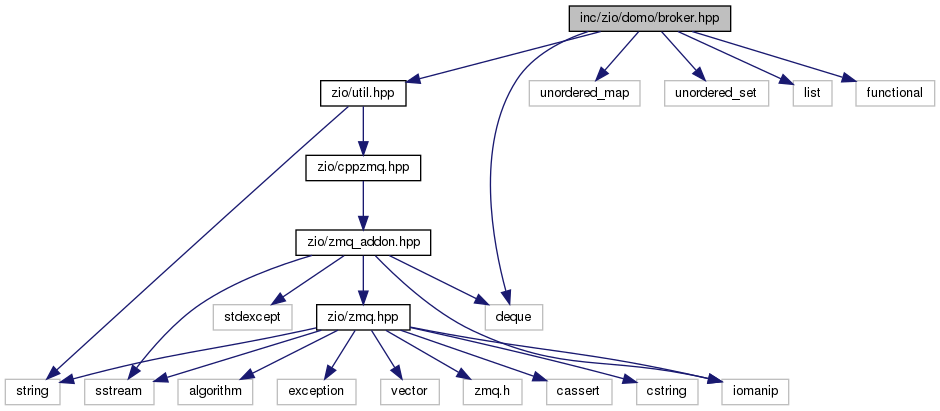 inc/zio/domo/broker.hpp
zio/util.hpp
unordered_map
unordered_set
list
functional
zio/cppzmq.hpp
zio/zmq_addon.hpp
stdexcept
zio/zmq.hpp
deque
string
sstream
algorithm
exception
vector
zmq.h
cassert
cstring
iomanip